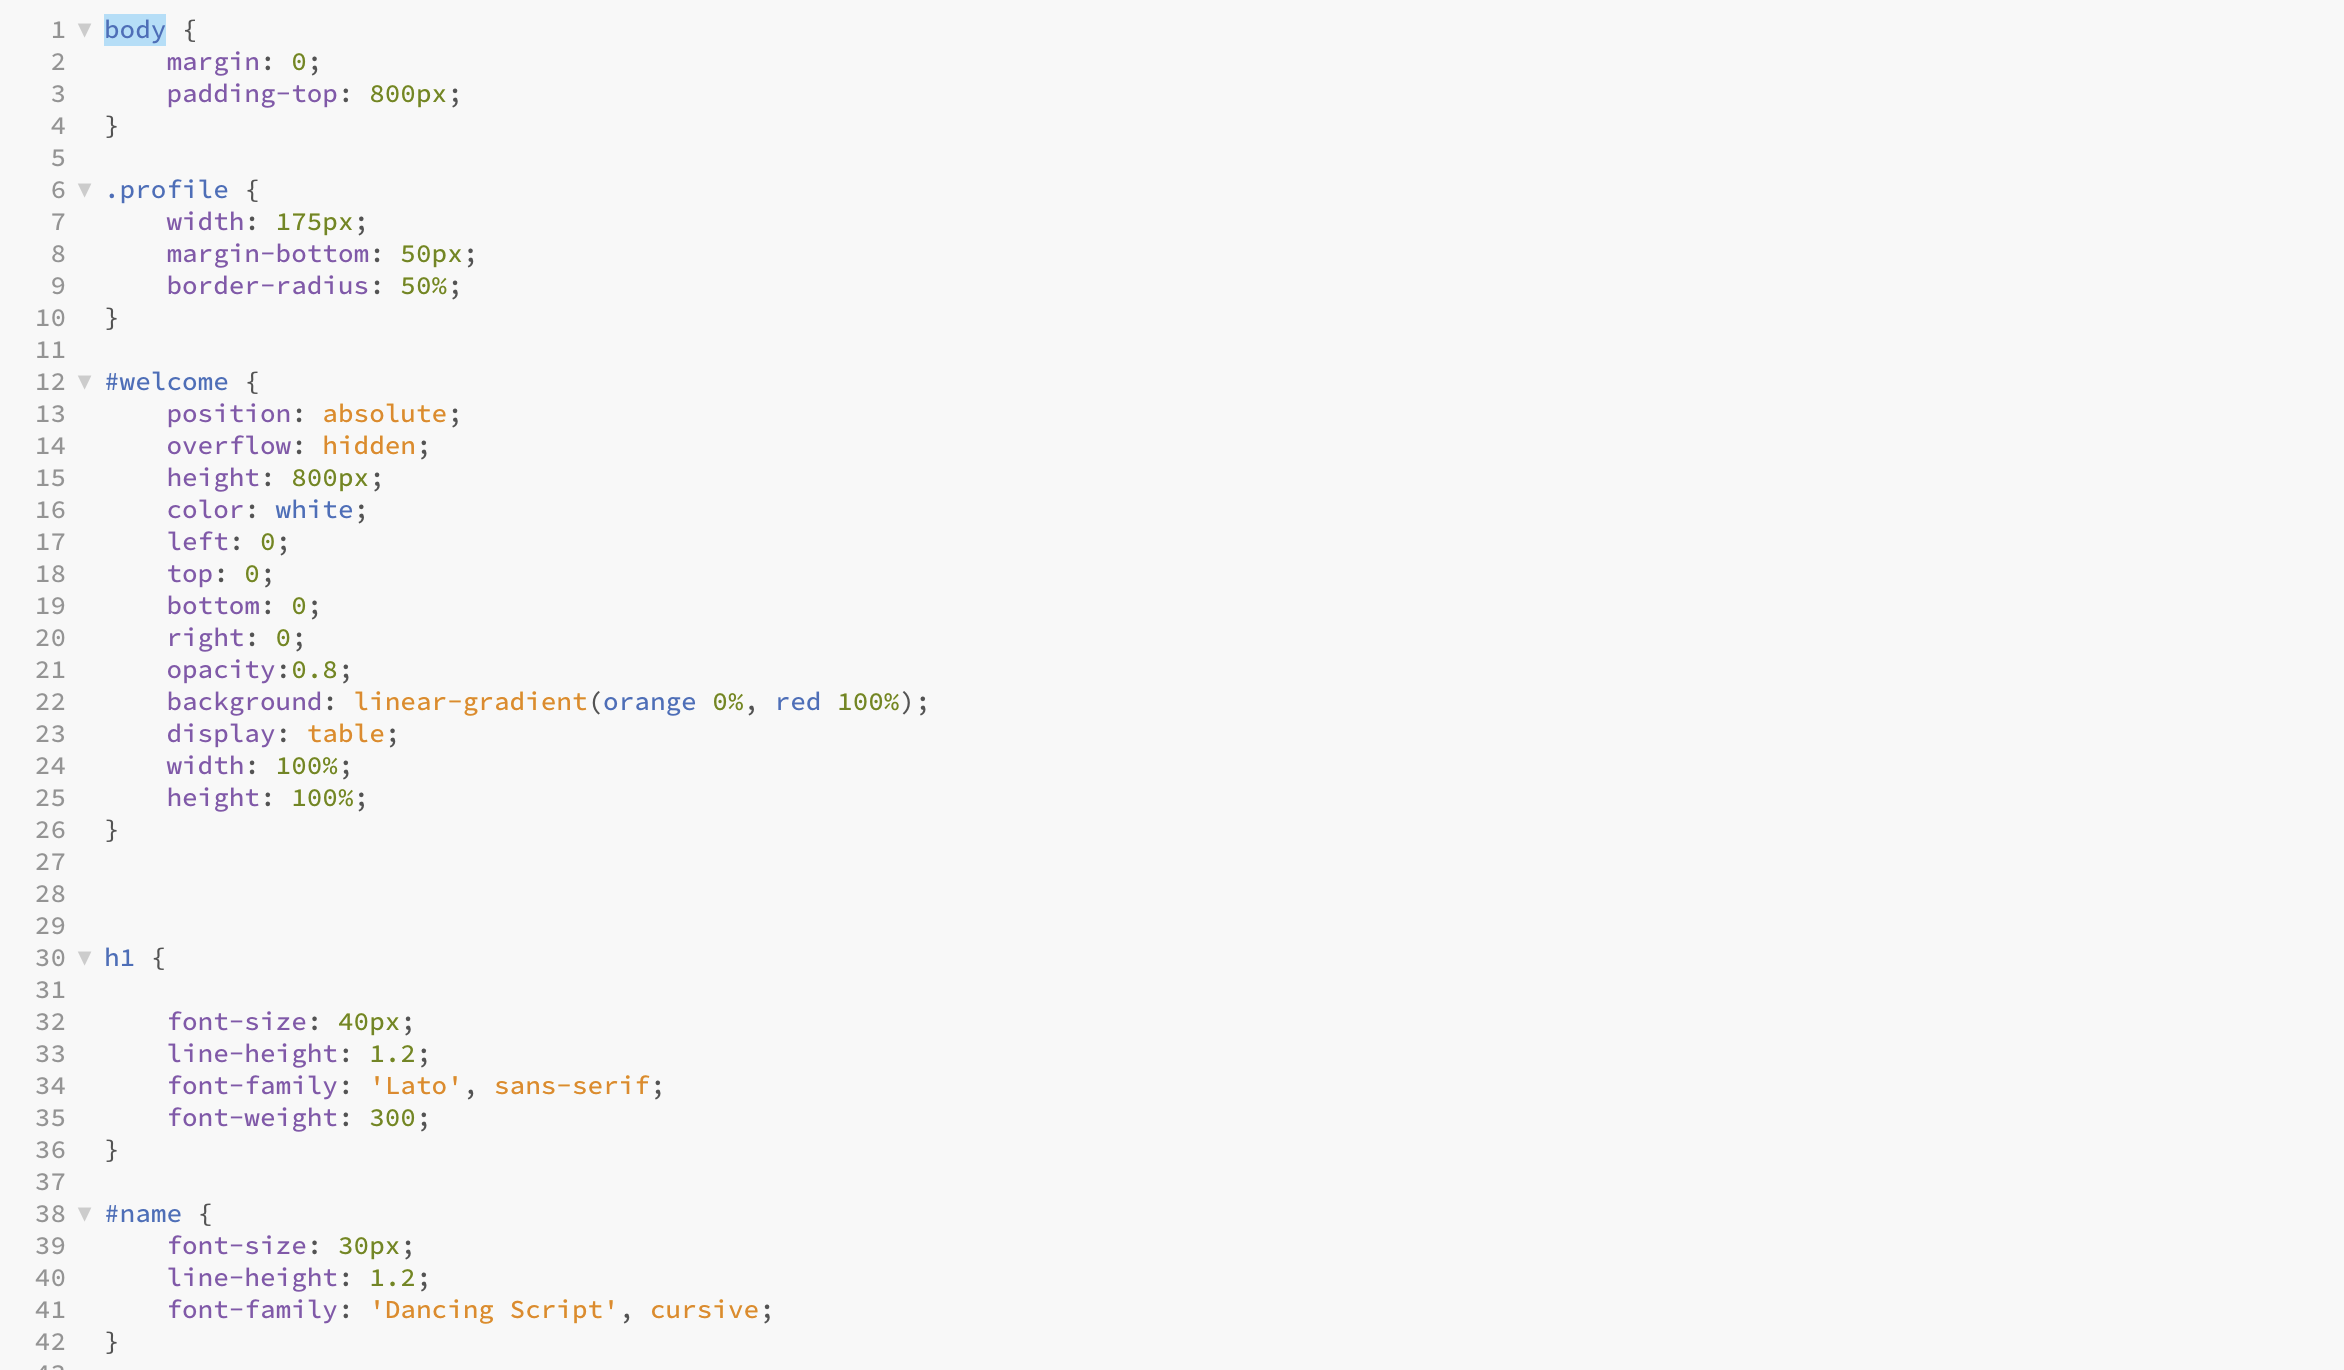 1 body {
2 margin: 0;
3 padding-top: 800px;
4 }
5
6 .profile {
7 width: 175px;
8 margin-bottom: 50px;
9 border-radius: 50%;
10 }
11
12 #welcome {
13 position: absolute;
14 overflow: hidden;
15 height: 800px;
16 color: white;
17 left: 0;
18 top: 0;
19 bottom: 0;
20 right: 0;
21 opacity:0.8;
22 background: linear-gradient(orange 0%, red 100%);
23 display: table;
24 width: 100%;
25 height: 100%;
26 }
27
28
29
30 h1 {
31
32 font-size: 40px;
33 line-height: 1.2;
34 font-family: 'Lato', sans-serif;
35 font-weight: 300;
36 }
37
38 #name {
39 font-size: 30px;
40 line-height: 1.2;
41 font-family: 'Dancing Script', cursive;
42 }